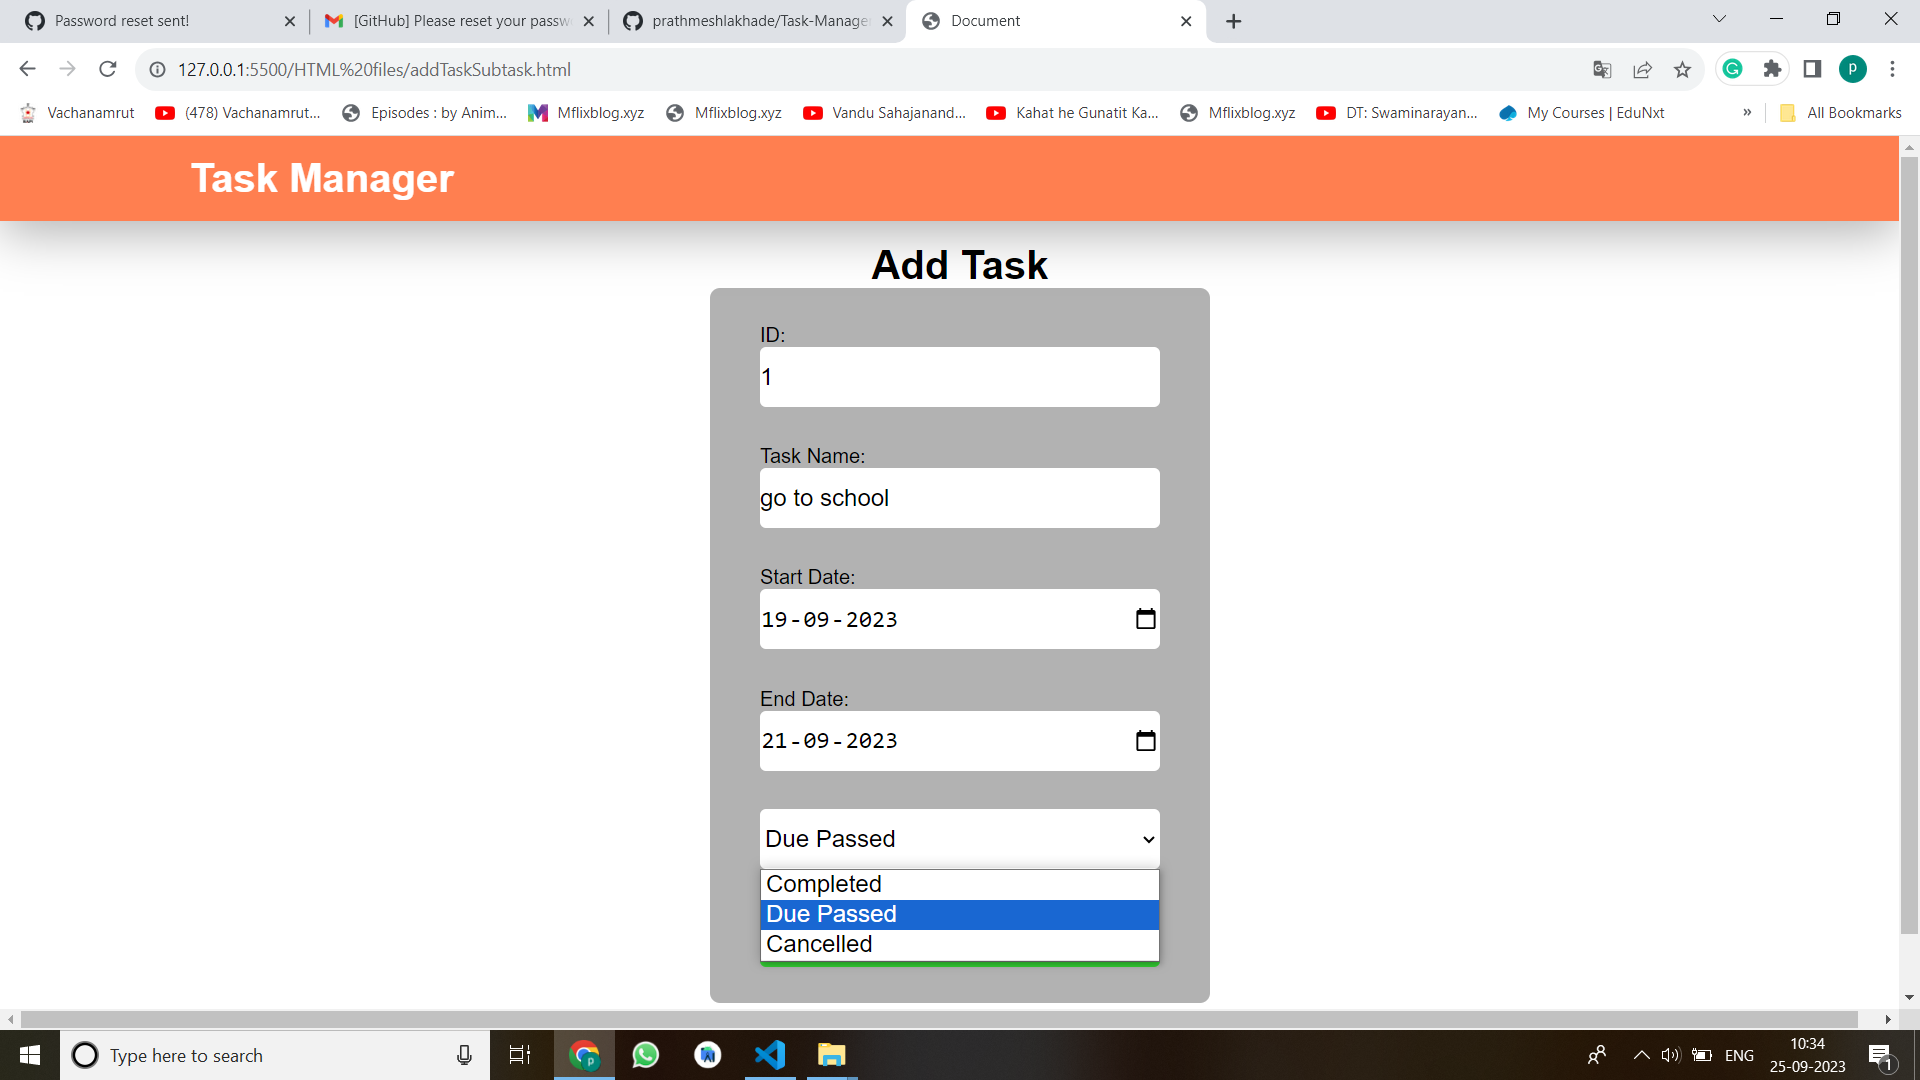 Password reset sent!
[GitHub] Please reset your passw
prathmeshlakhade/Task-Manager
Document
127.0.0.1:5500/HTML%20files/addTaskSubtask.html
P
Vachanamrut
(478) Vachanamrut...
Episodes : by Anim...
Mflixblog.xyz
Mflixblog.xyz
Vandu Sahajanand...
Kahat he Gunatit Ka...
Mflixblog.xyz
DT: Swaminarayan...
My Courses | EduNxt
»
All Bookmarks
Task Manager
Add Task
ID:
1
Task Name:
go to school
Start Date:
19-09-2023
End Date:
21-09-2023
Due Passed
Completed
Due Passed
Cancelled
Type here to search
ENG
10:34
25-09-2023
1